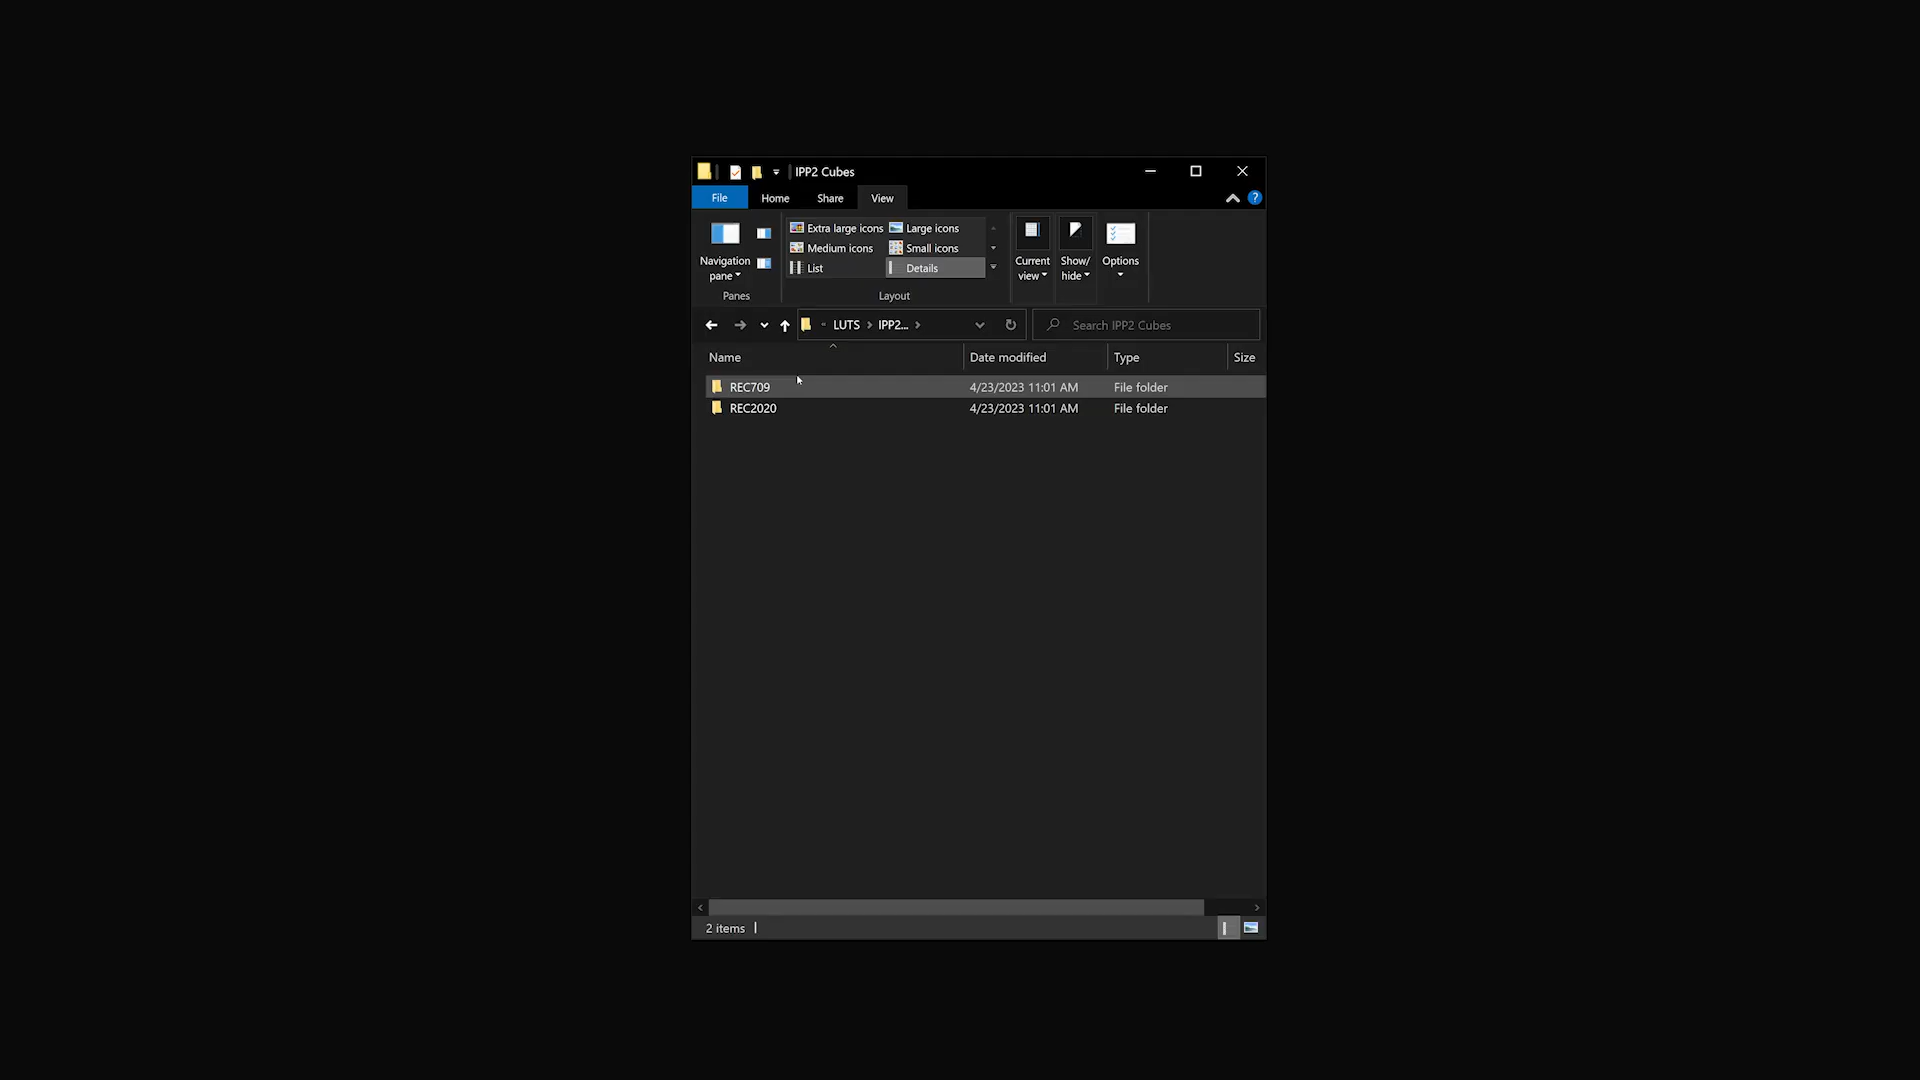 IPP2 Cubes
File Home Share View
?
Extra large icons Large icons
Medium icons Small icons
List Details
Navigation pane
Current view
Show/ hide
Options
Panes Layout
« LUTS > IPP2... >
Search IPP2 Cubes
Name Date modified Type Size
REC709 4/23/2023 11:01 AM File folder
REC2020 4/23/2023 11:01 AM File folder
2 items